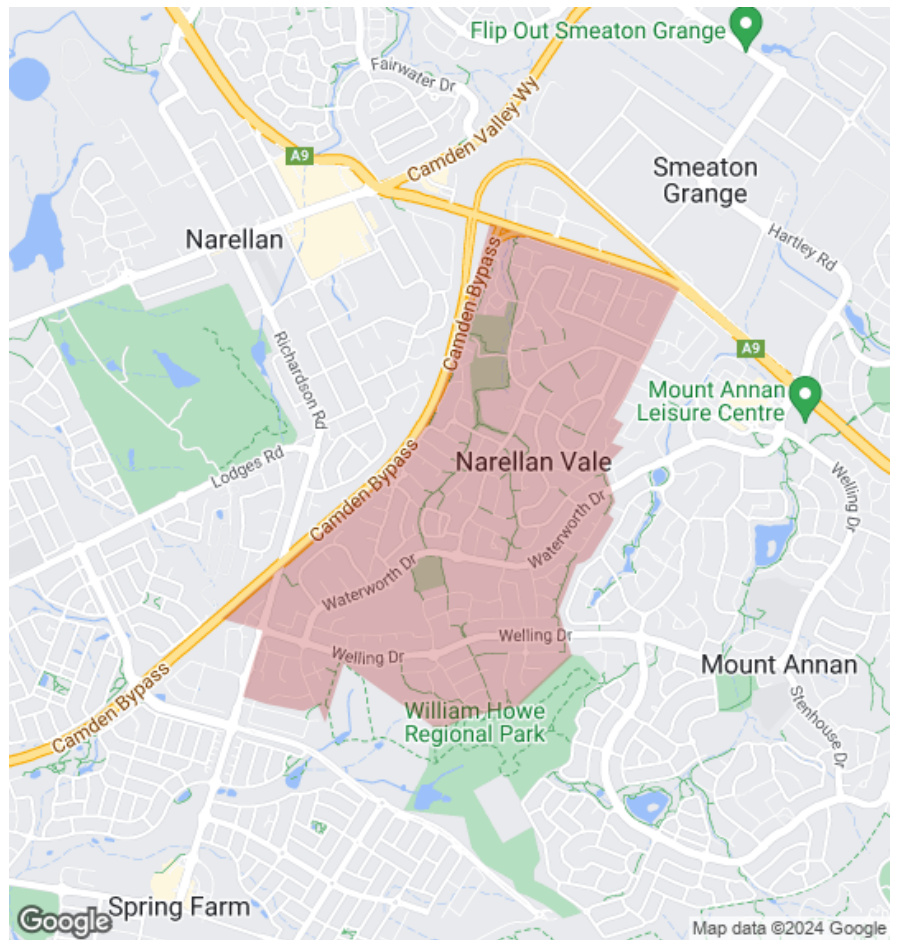 Flip Out Smeaton Grange
Fairwater Dr
Camden Valley Wy
A9
Smeaton
Grange
Narellan
Hartley Rd
Camden Bypass
Richardson Rd
A9
Mount Annan
Leisure Centre
Lodges Rd
Narellan Vale
Welling Dr
Camden Bypass
Waterworth Dr
Waterworth Dr
Welling Dr
Welling Dr
Mount Annan
Camden Bypass
William Howe
Regional Park
Stenhouse Dr
Spring Farm
Google
Map data ©2024 Google